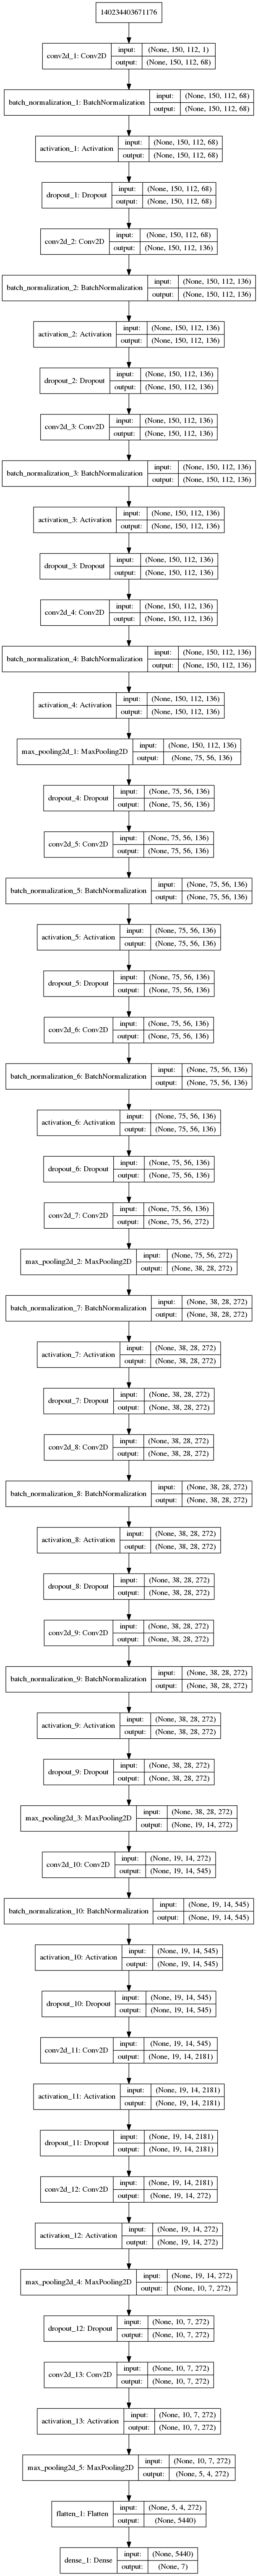 140234403671176
conv2d_1: Conv2D input: (None, 150, 112, 1)
output: (None, 150, 112, 68)
batch_normalization_1: BatchNormalization input: (None, 150, 112, 68)
output: (None, 150, 112, 68)
activation_1: Activation input: (None, 150, 112, 68)
output: (None, 150, 112, 68)
dropout_1: Dropout input: (None, 150, 112, 68)
output: (None, 150, 112, 68)
conv2d_2: Conv2D input: (None, 150, 112, 68)
output: (None, 150, 112, 136)
batch_normalization_2: BatchNormalization input: (None, 150, 112, 136)
output: (None, 150, 112, 136)
activation_2: Activation input: (None, 150, 112, 136)
output: (None, 150, 112, 136)
dropout_2: Dropout input: (None, 150, 112, 136)
output: (None, 150, 112, 136)
conv2d_3: Conv2D input: (None, 150, 112, 136)
output: (None, 150, 112, 136)
batch_normalization_3: BatchNormalization input: (None, 150, 112, 136)
output: (None, 150, 112, 136)
activation_3: Activation input: (None, 150, 112, 136)
output: (None, 150, 112, 136)
dropout_3: Dropout input: (None, 150, 112, 136)
output: (None, 150, 112, 136)
conv2d_4: Conv2D input: (None, 150, 112, 136)
output: (None, 150, 112, 136)
batch_normalization_4: BatchNormalization input: (None, 150, 112, 136)
output: (None, 150, 112, 136)
activation_4: Activation input: (None, 150, 112, 136)
output: (None, 150, 112, 136)
max_pooling2d_1: MaxPooling2D input: (None, 150, 112, 136)
output: (None, 75, 56, 136)
dropout_4: Dropout input: (None, 75, 56, 136)
output: (None, 75, 56, 136)
conv2d_5: Conv2D input: (None, 75, 56, 136)
output: (None, 75, 56, 136)
batch_normalization_5: BatchNormalization input: (None, 75, 56, 136)
output: (None, 75, 56, 136)
activation_5: Activation input: (None, 75, 56, 136)
output: (None, 75, 56, 136)
dropout_5: Dropout input: (None, 75, 56, 136)
output: (None, 75, 56, 136)
conv2d_6: Conv2D input: (None, 75, 56, 136)
output: (None, 75, 56, 136)
batch_normalization_6: BatchNormalization input: (None, 75, 56, 136)
output: (None, 75, 56, 136)
activation_6: Activation input: (None, 75, 56, 136)
output: (None, 75, 56, 136)
dropout_6: Dropout input: (None, 75, 56, 136)
output: (None, 75, 56, 136)
conv2d_7: Conv2D input: (None, 75, 56, 136)
output: (None, 75, 56, 272)
max_pooling2d_2: MaxPooling2D input: (None, 75, 56, 272)
output: (None, 38, 28, 272)
batch_normalization_7: BatchNormalization input: (None, 38, 28, 272)
output: (None, 38, 28, 272)
activation_7: Activation input: (None, 38, 28, 272)
output: (None, 38, 28, 272)
dropout_7: Dropout input: (None, 38, 28, 272)
output: (None, 38, 28, 272)
conv2d_8: Conv2D input: (None, 38, 28, 272)
output: (None, 38, 28, 272)
batch_normalization_8: BatchNormalization input: (None, 38, 28, 272)
output: (None, 38, 28, 272)
activation_8: Activation input: (None, 38, 28, 272)
output: (None, 38, 28, 272)
dropout_8: Dropout input: (None, 38, 28, 272)
output: (None, 38, 28, 272)
conv2d_9: Conv2D input: (None, 38, 28, 272)
output: (None, 38, 28, 272)
batch_normalization_9: BatchNormalization input: (None, 38, 28, 272)
output: (None, 38, 28, 272)
activation_9: Activation input: (None, 38, 28, 272)
output: (None, 38, 28, 272)
dropout_9: Dropout input: (None, 38, 28, 272)
output: (None, 38, 28, 272)
max_pooling2d_3: MaxPooling2D input: (None, 38, 28, 272)
output: (None, 19, 14, 272)
conv2d_10: Conv2D input: (None, 19, 14, 272)
output: (None, 19, 14, 545)
batch_normalization_10: BatchNormalization input: (None, 19, 14, 545)
output: (None, 19, 14, 545)
activation_10: Activation input: (None, 19, 14, 545)
output: (None, 19, 14, 545)
dropout_10: Dropout input: (None, 19, 14, 545)
output: (None, 19, 14, 545)
conv2d_11: Conv2D input: (None, 19, 14, 545)
output: (None, 19, 14, 2181)
activation_11: Activation input: (None, 19, 14, 2181)
output: (None, 19, 14, 2181)
dropout_11: Dropout input: (None, 19, 14, 2181)
output: (None, 19, 14, 2181)
conv2d_12: Conv2D input: (None, 19, 14, 2181)
output: (None, 19, 14, 272)
activation_12: Activation input: (None, 19, 14, 272)
output: (None, 19, 14, 272)
max_pooling2d_4: MaxPooling2D input: (None, 19, 14, 272)
output: (None, 10, 7, 272)
dropout_12: Dropout input: (None, 10, 7, 272)
output: (None, 10, 7, 272)
conv2d_13: Conv2D input: (None, 10, 7, 272)
output: (None, 10, 7, 272)
activation_13: Activation input: (None, 10, 7, 272)
output: (None, 10, 7, 272)
max_pooling2d_5: MaxPooling2D input: (None, 10, 7, 272)
output: (None, 5, 4, 272)
flatten_1: Flatten input: (None, 5, 4, 272)
output: (None, 5440)
dense_1: Dense input: (None, 5440)
output: (None, 7)